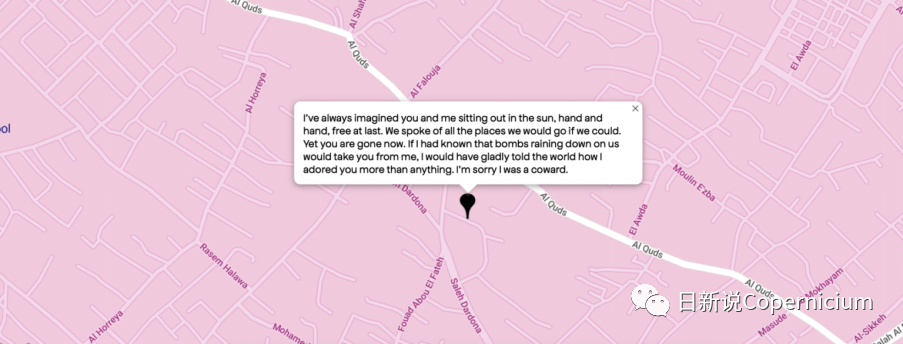 Al Quds
Al Shah
Al Quds
Al Falouja
Al Horreya
El Awda
ol
×
I've always imagined you and me sitting out in the sun, hand and
hand, free at last. We spoke of all the places we would go if we could.
Yet you are gone now. If I had known that bombs raining down on us
would take you from me, I would have gladly told the world how I
adored you more than anything. I'm sorry I was a coward.
Dardona
Al Quds
Moulin E'zba
El Awda
Al Quds
Rasem Halawa
Fouad Abou El Fateh
Saleh Dardona
Al Quds
Mokhayam
Masude
Al-Sikkeh
Al Horreya
Mohame
Salah Al
日新说Copernicium